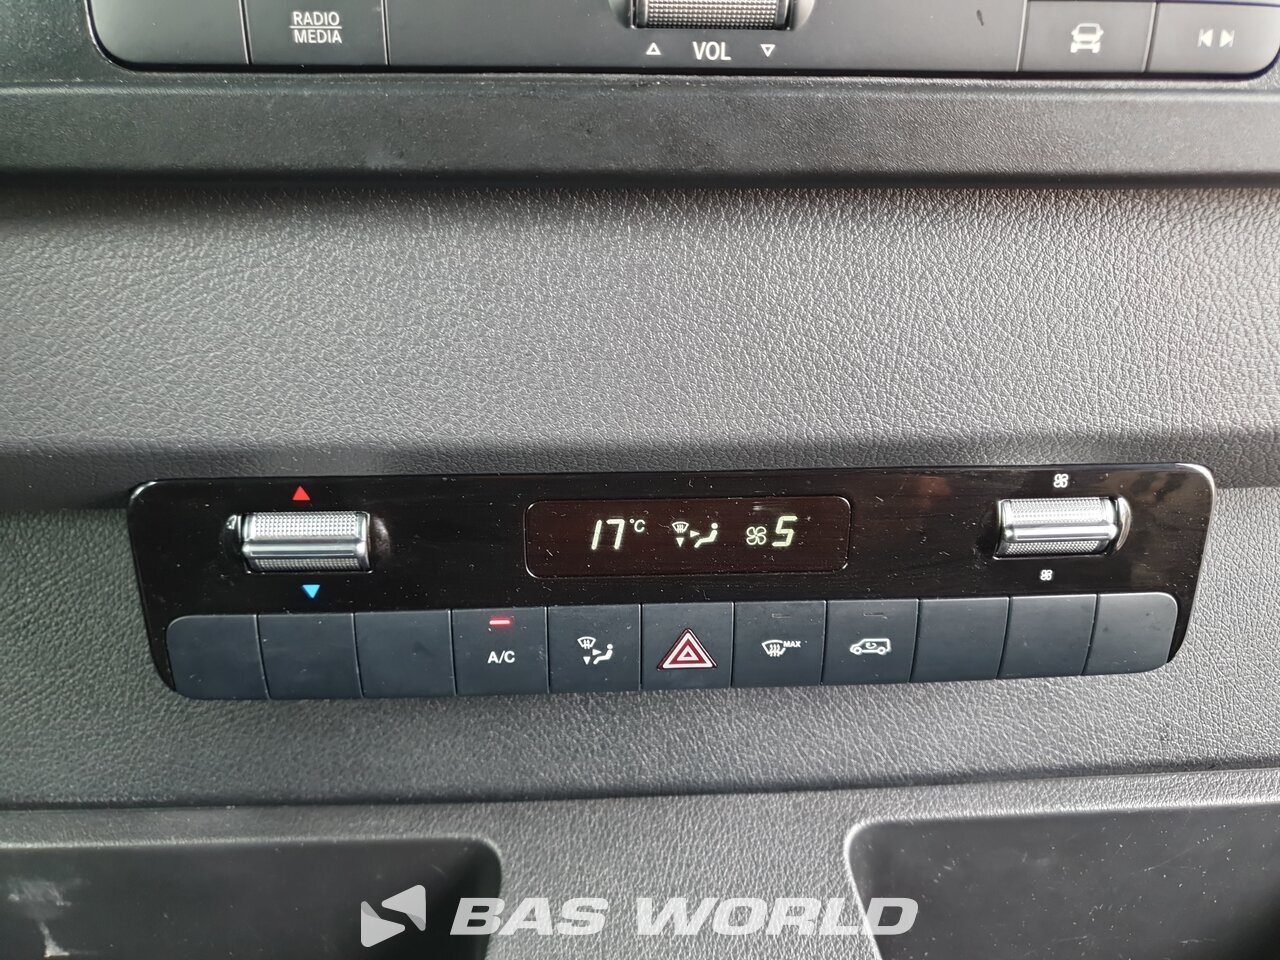 RADIO
MEDIA
VOL
17°C
5
A/C
MAX
BAS WORLD